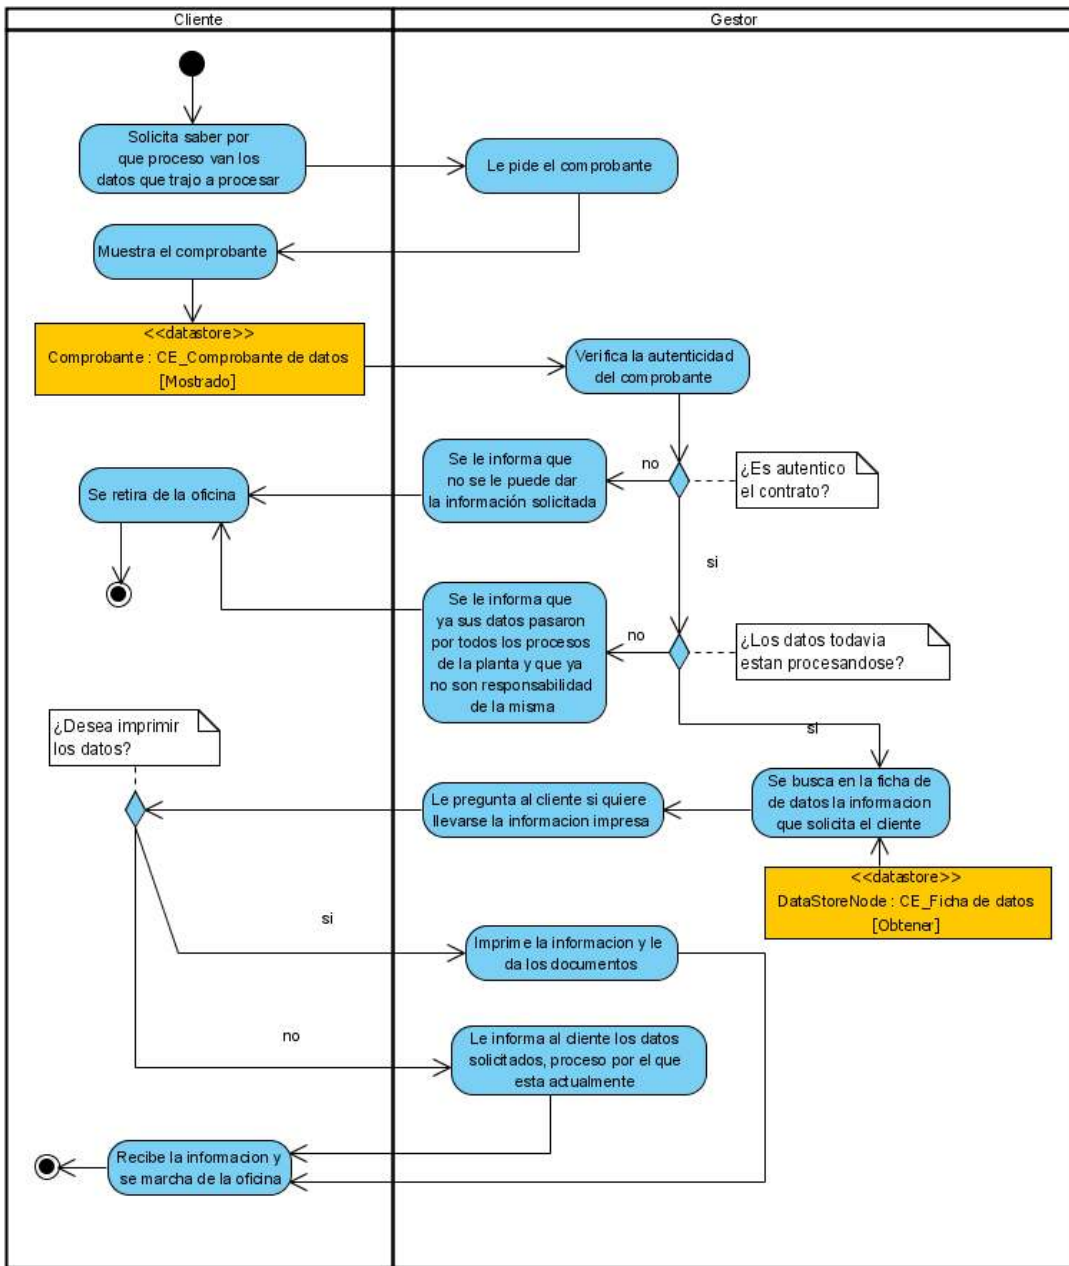 Cliente
Gestor
Solicita saber por
que proceso van los
datos que trajo a procesar
Le pide el comprobante
Muestra el comprobante
<<datastore>>
Comprobante : CE_Comprobante de datos
[Mostrado]
Verifica la autenticidad
del comprobante
Se le informa que
no se le puede dar
la información solicitada
no
¿Es autentico
el contrato?
Se retira de la oficina
si
Se le informa que
ya sus datos pasaron
por todos los procesos
de la planta y que ya
no son responsabilidad
de la misma
no
¿Los datos todavia
estan procesandose?
si
¿Desea imprimir
los datos?
Le pregunta al cliente si quiere
llevarse la informacion impresa
Se busca en la ficha de
de datos la informacion
que solicita el cliente
<<datastore>>
DataStoreNode : CE_Ficha de datos
[Obtener]
si
Imprime la informacion y le
da los documentos
no
Le informa al cliente los datos
solicitados, proceso por el que
esta actualmente
Recibe la informacion y
se marcha de la oficina